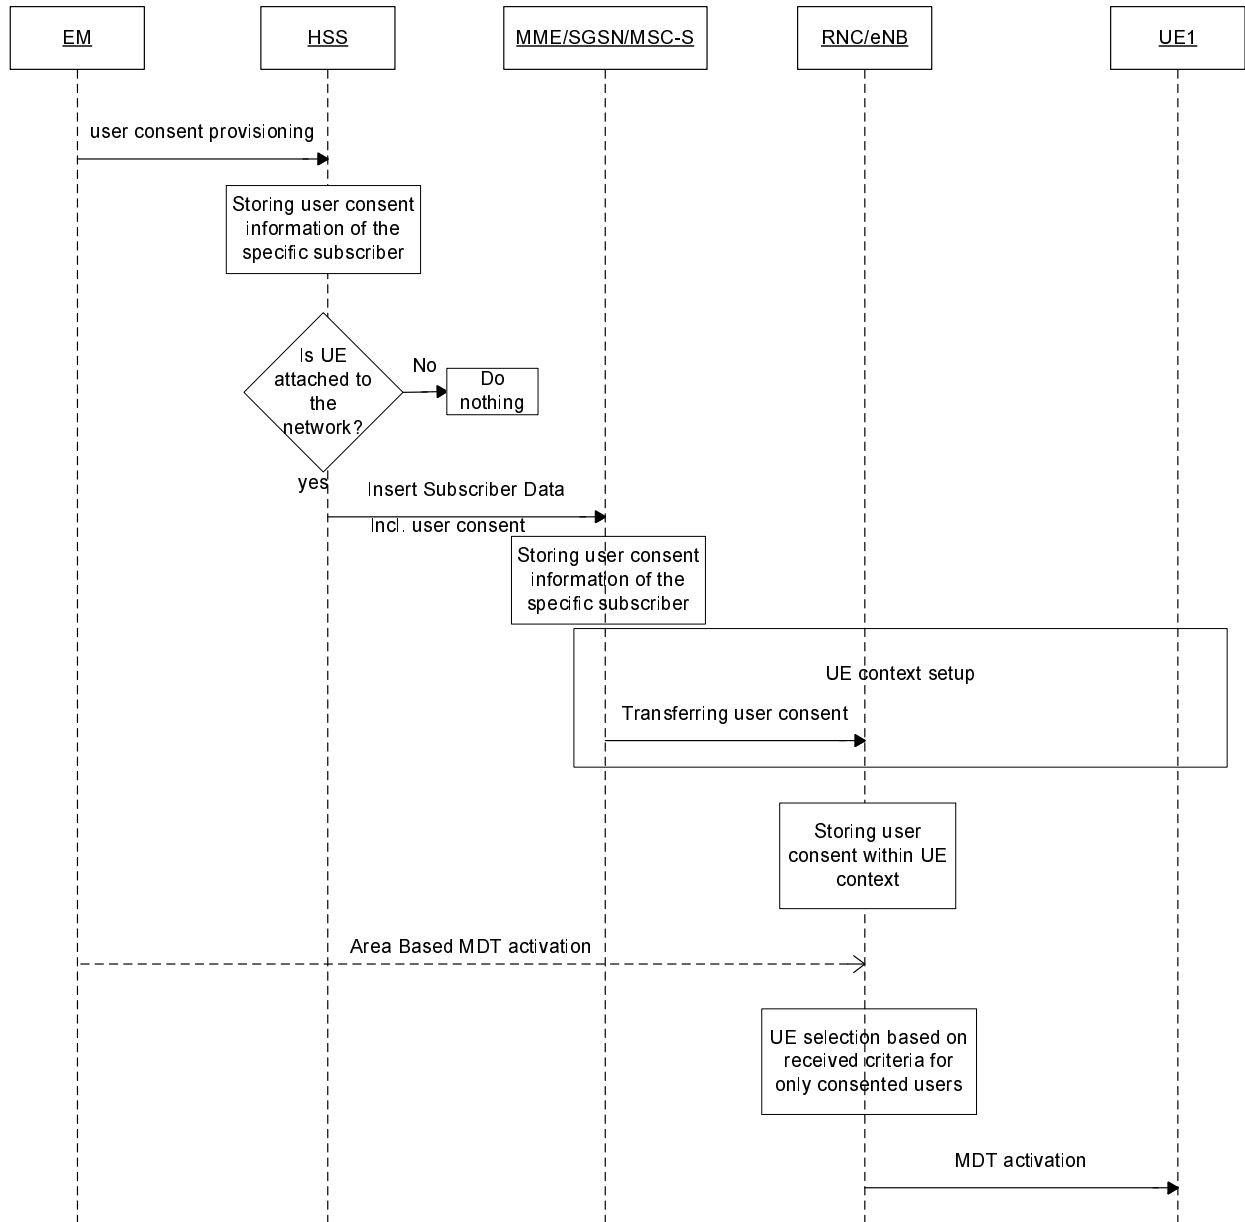 EM
HSS
MME/SGSN/MSC-S
RNC/eNB
UE1
user consent provisioning
Storing user consent
information of the
specific subscriber
Is UE
attached to
the
network?
No
Do
nothing
yes
Insert Subscriber Data
Incl. user consent
Storing user consent
information of the
specific subscriber
UE context setup
Transferring user consent
Storing user
consent within UE
context
Area Based MDT activation
UE selection based on
received criteria for
only consented users
MDT activation